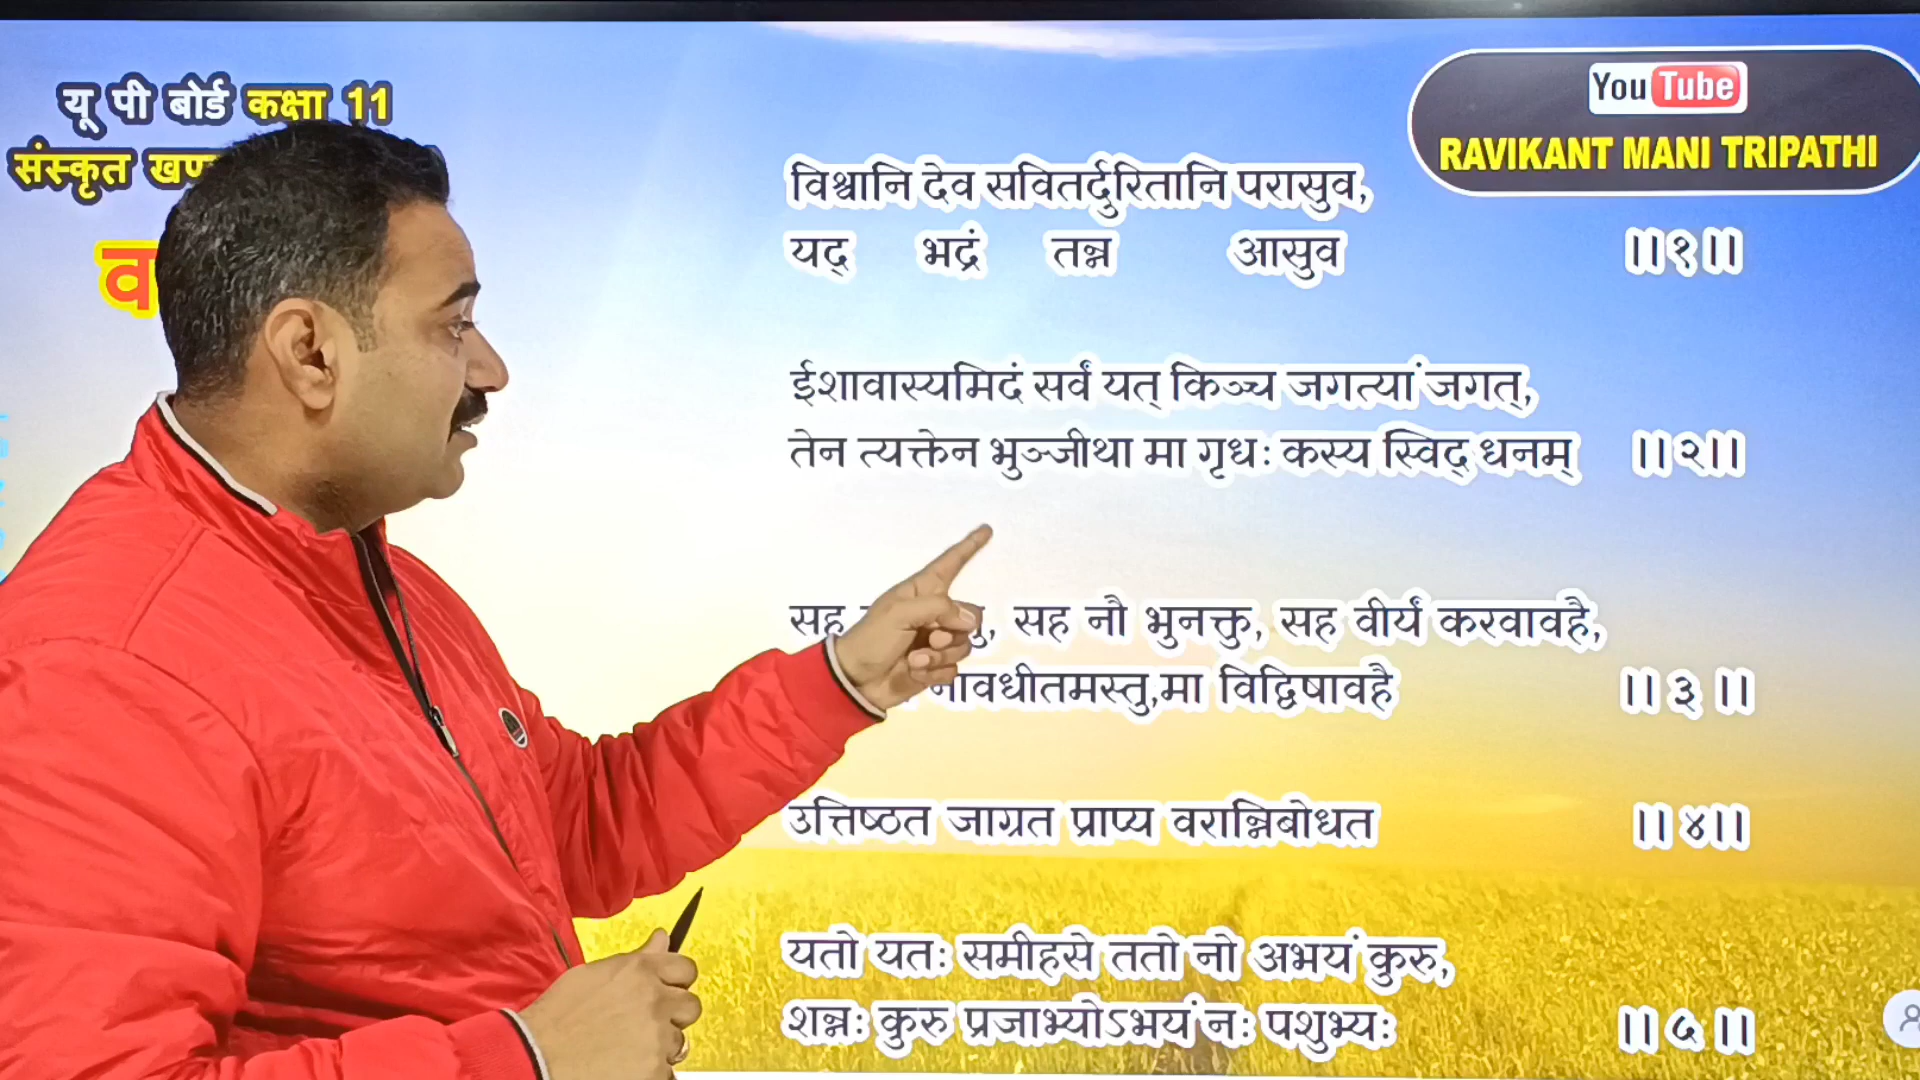 यू पी बोर्ड कक्षा 11
संस्कृत
YouTube
RAVIKANT MANI TRIPATHI
विश्वानि देव सवितर्दुरितानि परासुव,
यद् भद्रं तन्न आसुव ॥१॥
ईशावास्यमिदं सर्वं यत् किञ्च जगत्यां जगत्,
तेन त्यक्तेन भुञ्जीथा मा गृधः कस्य स्विद् धनम् ॥२॥
सह सह नौ भुनक्तु, सह वीर्यं करवावहै,
नावधीतमस्तु,मा विद्विषावहै ॥ ३ ॥
उत्तिष्ठत जाग्रत प्राप्य वरान्निबोधत ॥ ४॥
यतो यतः समीहसे ततो नो अभयं कुरु,
शन्नः कुरु प्रजाभ्योऽभयं नः पशुभ्यः ॥ ५ ॥